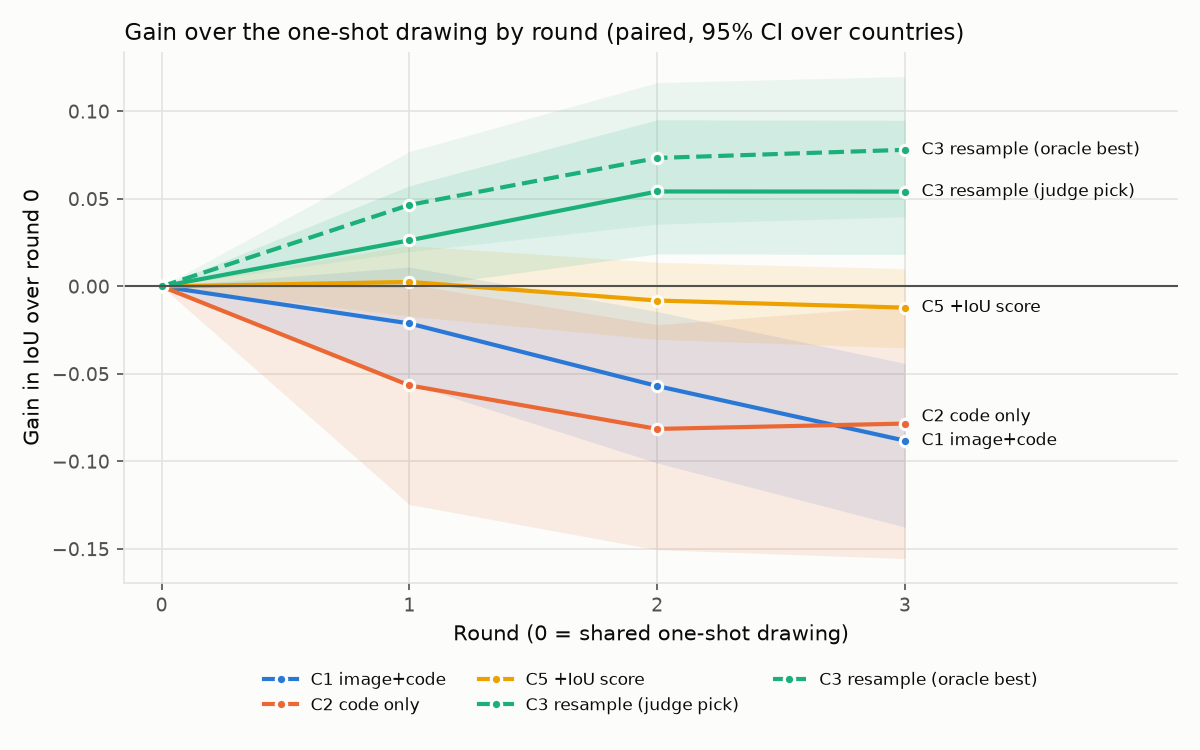 Gain over the one-shot drawing by round (paired, 95% CI over countries)
Gain in IoU over round 0
0.10
0.05
0.00
−0.05
−0.10
−0.15
C3 resample (oracle best)
C3 resample (judge pick)
C5 +IoU score
C2 code only
C1 image+code
0 1 2 3
Round (0 = shared one-shot drawing)
C1 image+code C5 +IoU score C3 resample (oracle best)
C2 code only C3 resample (judge pick)